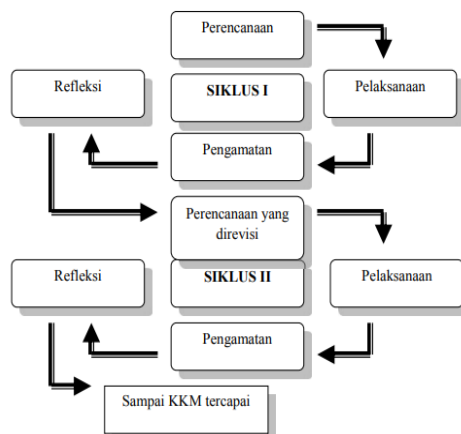 Perencanaan
Refleksi
SIKLUS I
Pelaksanaan
Pengamatan
Perencanaan yang
direvisi
Refleksi
SIKLUS II
Pelaksanaan
Pengamatan
Sampai KKM tercapai